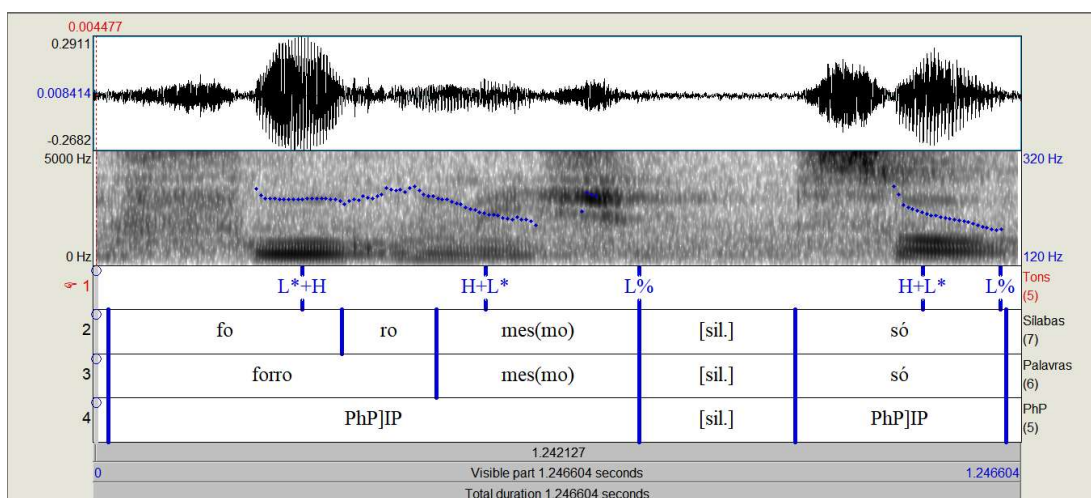 0.004477
0.2911
0.008414
-0.2682
5000 Hz 320 Hz
0 Hz 120 Hz
1 L*+H H+L* L% H+L* L% Tons (5)
2 fo ro mes(mo) [sil.] só Sílabas (7)
3 forro mes(mo) [sil.] só Palavras (6)
4 PhP]IP [sil.] PhP]IP PhP (5)
1.242127
0 Visible part 1.246604 seconds 1.246604
Total duration 1.246604 seconds